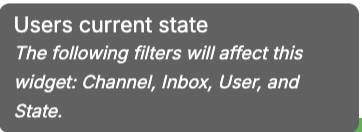 Users current state
The following filters will affect this
widget: Channel, Inbox, User, and
State.